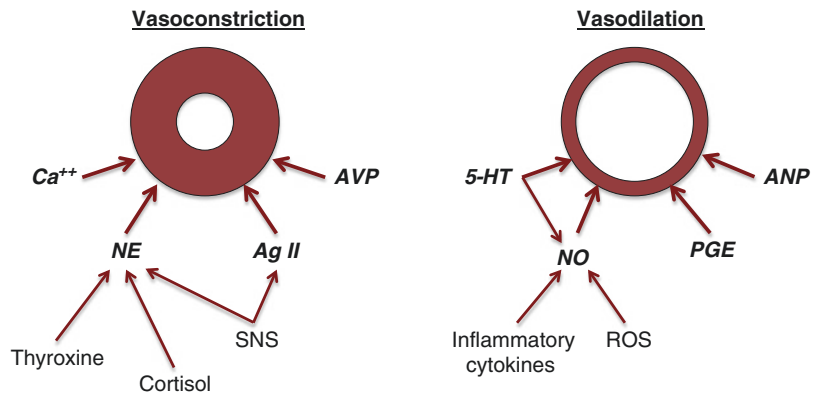 Vasoconstriction
Ca++
AVP
NE
Ag II
SNS
Thyroxine
Cortisol
Vasodilation
5-HT
ANP
NO
PGE
Inflammatory
cytokines
ROS